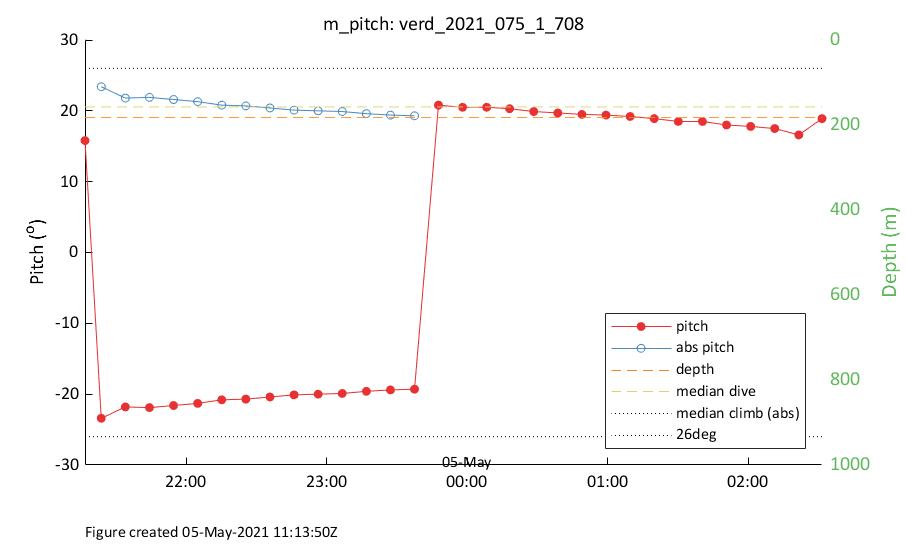 m_pitch: verd_2021_075_1_708
30
20
10
0
-10
-20
-30
Pitch (º)
0
200
400
600
800
1000
Depth (m)
pitch
abs pitch
depth
median dive
median climb (abs)
26deg
05-May
22:00
23:00
00:00
01:00
02:00
Figure created 05-May-2021 11:13:50Z